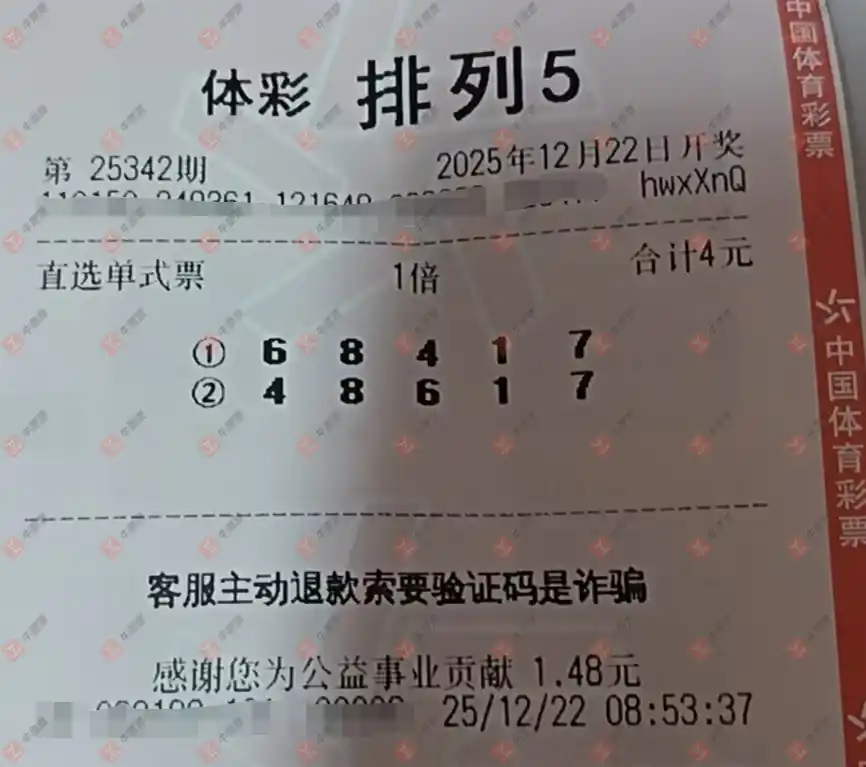 体彩 排列5
第 25342期 2025年12月22日开奖
hwxXnQ
直选单式票 1倍 合计4元
① 6 8 4 1 7
② 4 8 6 1 7
客服主动退款索要验证码是诈骗
感谢您为公益事业贡献 1.48元
25/12/22 08:53:37
中国体育彩票
中国体育彩票